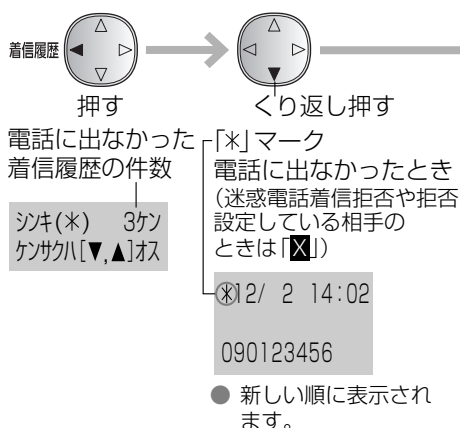 着信履歴
押す
くり返し押す
電話に出なかった
着信履歴の件数
シンキ(*) 3ケン
ケンサクハ[▼,▲]オス
「*」マーク
電話に出なかったとき
(迷惑電話着信拒否や拒否
設定している相手の
ときは「X」)
*12/ 2 14:02
090123456
● 新しい順に表示され
ます。